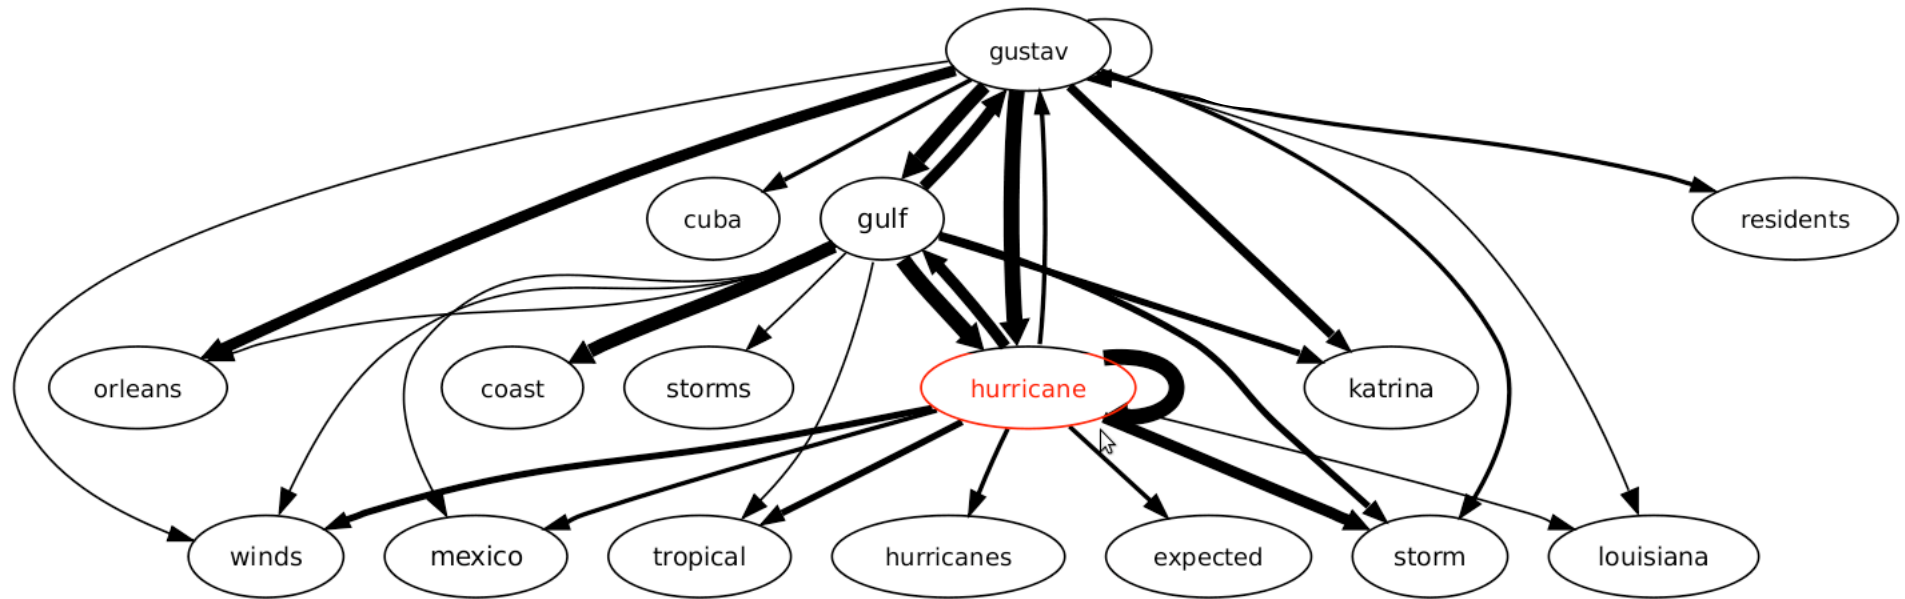 gustav
cuba
gulf
residents
orleans
coast
storms
hurricane
katrina
winds
mexico
tropical
hurricanes
expected
storm
louisiana